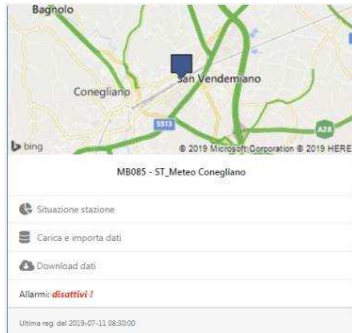 Bagnolo
San Vendemiano
Conegliano
SS13
A28
bing
© 2019 Microsoft Corporation © 2019 HERE
MB085 - ST_Meteo Conegliano
Situazione stazione
Carica e importa dati
Download dati
Allarmi: disattivi !
Ultima reg. del 2019-07-11 08:30:00